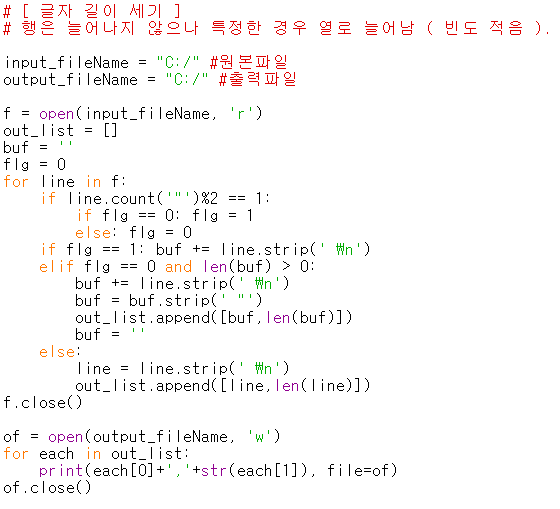 # [ 글자 길이 세기 ]
# 행은 늘어나지 않으나 특정한 경우 열로 늘어남 ( 빈도 적음 ).

input_fileName = "C:/" #원본파일
output_fileName = "C:/" #출력파일

f = open(input_fileName, 'r')
out_list = []
buf = ''
flg = 0
for line in f:
    if line.count('"')%2 == 1:
        if flg == 0: flg = 1
        else: flg = 0
    if flg == 1: buf += line.strip(' ₩n')
    elif flg == 0 and len(buf) > 0:
        buf += line.strip(' ₩n')
        buf = buf.strip(' "')
        out_list.append([buf,len(buf)])
        buf = ''
    else:
        line = line.strip(' ₩n')
        out_list.append([line,len(line)])
f.close()

of = open(output_fileName, 'w')
for each in out_list:
    print(each[0]+','+str(each[1]), file=of)
of.close()